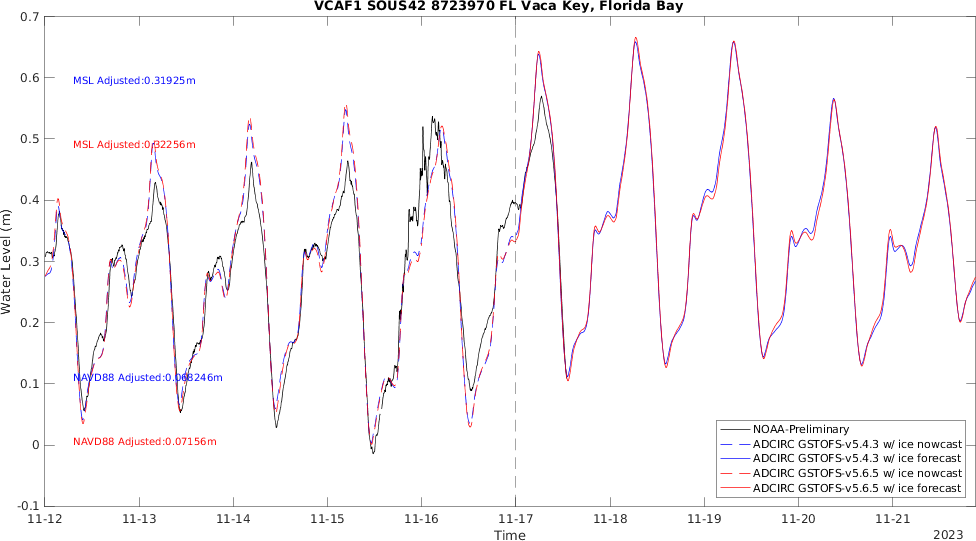 VCAF1 SOUS42 8723970 FL Vaca Key, Florida Bay
0.7
0.6
0.5
0.4
0.3
0.2
0.1
0
-0.1
Water Level (m)
MSL Adjusted:0.31925m
MSL Adjusted:0.32256m
NAVD88 Adjusted:0.068246m
NAVD88 Adjusted:0.07156m
NOAA-Preliminary
ADCIRC GSTOFS-v5.4.3 w/ ice nowcast
ADCIRC GSTOFS-v5.4.3 w/ ice forecast
ADCIRC GSTOFS-v5.6.5 w/ ice nowcast
ADCIRC GSTOFS-v5.6.5 w/ ice forecast
11-12 11-13 11-14 11-15 11-16 11-17 11-18 11-19 11-20 11-21
Time
2023